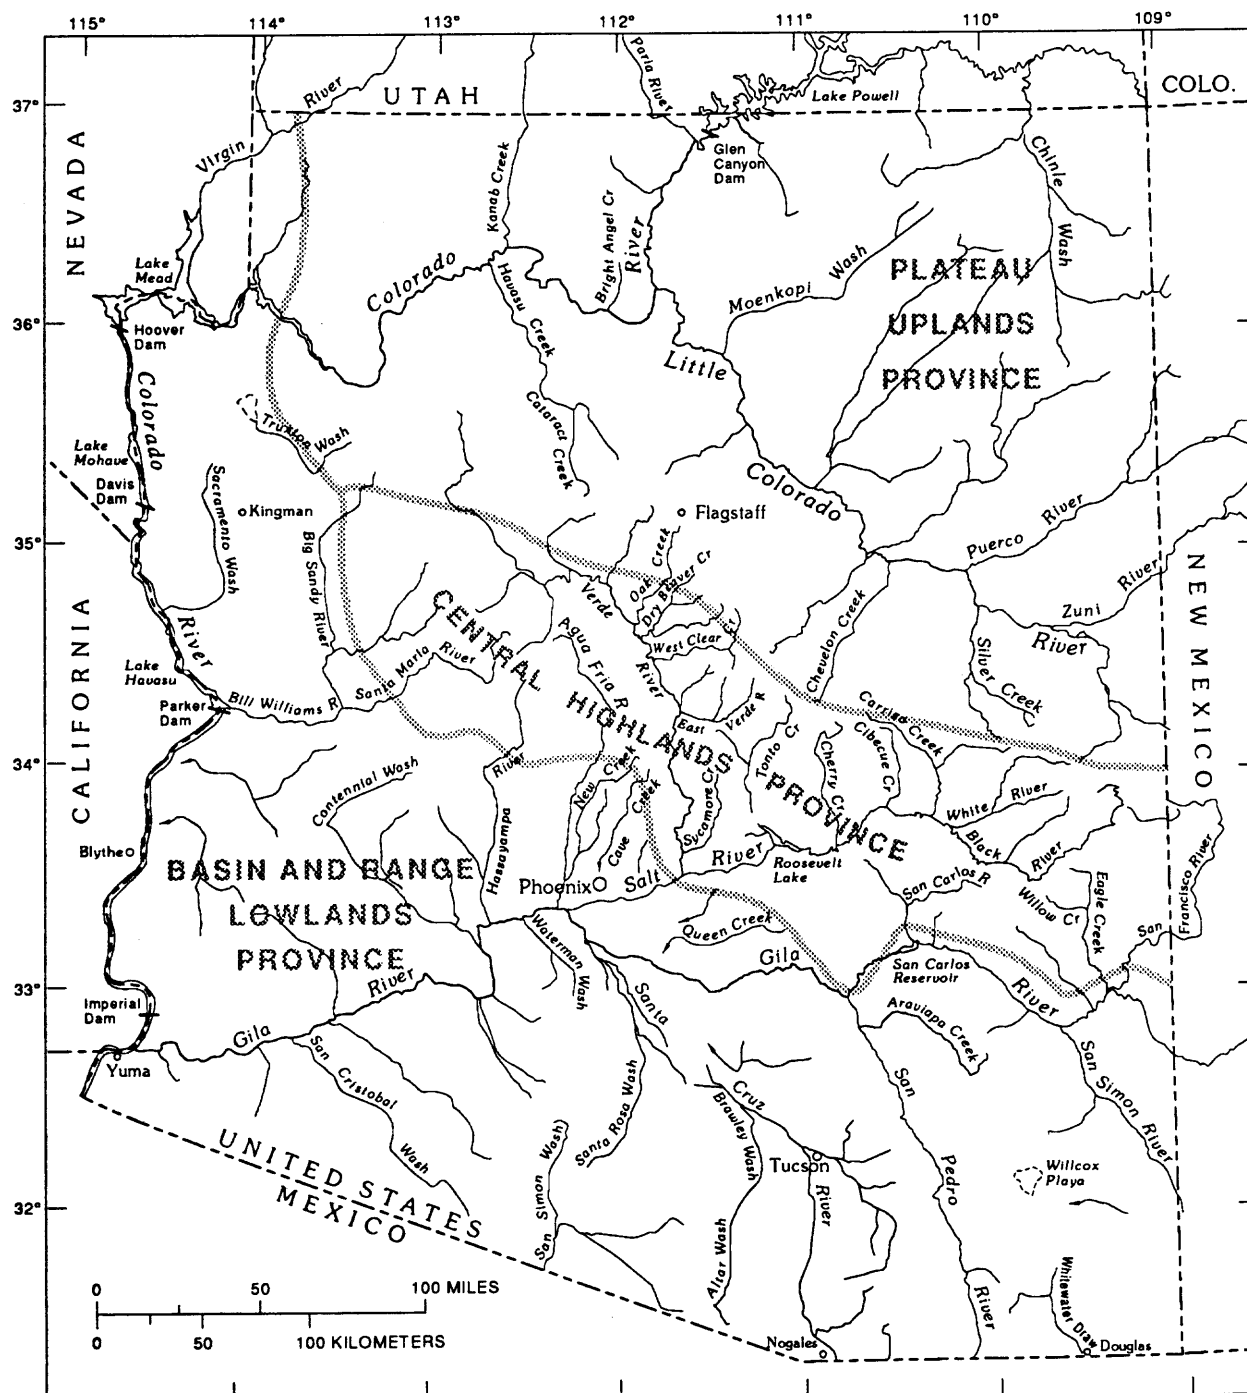 115°
114°
113°
112°
111°
110°
109°
37°
36°
35°
34°
33°
32°
UTAH
COLO.
NEVADA
CALIFORNIA
NEW MEXICO
UNITED STATES
MEXICO
Virgin River
Paria River
Lake Powell
Glen
Canyon
Dam
Kanab Creek
Bright Angel Cr
Chinle Wash
Lake
Mead
Hoover
Dam
Colorado River
Havasu Creek
Moenkopi Wash
PLATEAU
UPLANDS
PROVINCE
Little Colorado River
Colorado River
Truxton Wash
Cataract Creek
Lake
Mohave
Davis
Dam
Sacramento Wash
Kingman
Big Sandy River
Flagstaff
Oak Creek
Dry Beaver Cr
Puerco River
Zuni River
Verde River
West Clear Cr
Chevelon Creek
Silver Creek
Lake
Havasu
Parker
Dam
Bill Williams R
Santa Maria River
CENTRAL HIGHLANDS PROVINCE
Agua Fria R
East Verde R
Carrizo Creek
Cibecue Cr
Tonto Cr
Cherry Cr
Centennial Wash
Hassayampa River
New Creek
Cave Creek
Sycamore Cr
White River
Black River
Blythe
BASIN AND RANGE
LOWLANDS
PROVINCE
Phoenix
Salt River
Roosevelt
Lake
San Carlos R
Willow Cr
Eagle Creek
San Francisco River
Queen Creek
Waterman Wash
Gila River
San Carlos
Reservoir
Imperial
Dam
Gila River
Yuma
Santa Cruz River
Aravaipa Creek
San Cristobal Wash
Santa Rosa Wash
Brawley Wash
San Simon Wash
Altar Wash
Tucson
San Pedro River
San Simon River
Willcox
Playa
Whitewater Draw
Nogales
Douglas
0 50 100 MILES
0 50 100 KILOMETERS